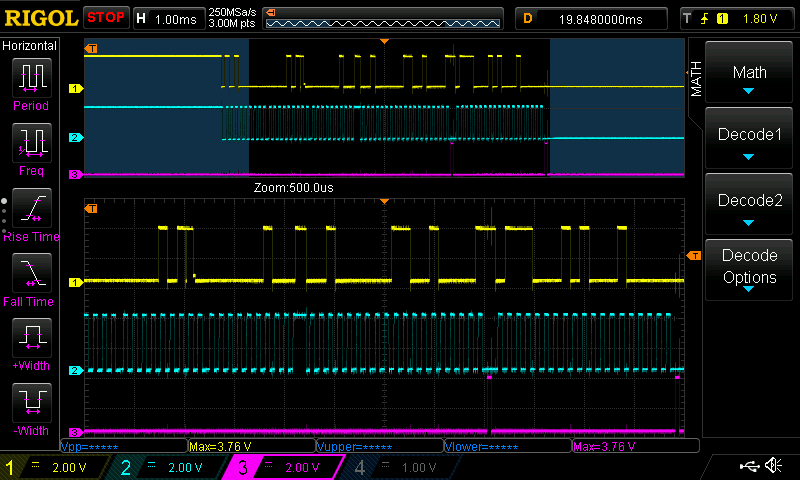 RIGOL STOP H 1.00ms 250MSa/s 3.00M pts D 19.8480000ms T 1 1.80 V
Horizontal
Period
Freq
Rise Time
Fall Time
+Width
-Width
T
1
2
3
Zoom:500.0us
T
1
T
2
3
MATH
Math
Decode1
Decode2
Decode
Options
Vpp=***** Max=3.76 V Vupper=***** Vlower=***** Max=3.76 V
1 2.00 V 2 2.00 V 3 2.00 V 4 1.00 V